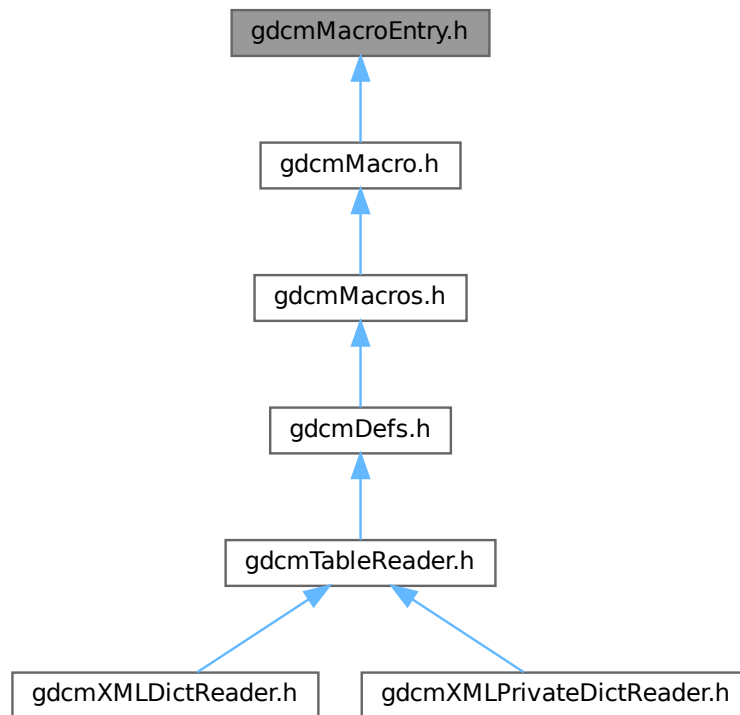 gdcmMacroEntry.h
gdcmMacro.h
gdcmMacros.h
gdcmDefs.h
gdcmTableReader.h
gdcmXMLDictReader.h
gdcmXMLPrivateDictReader.h